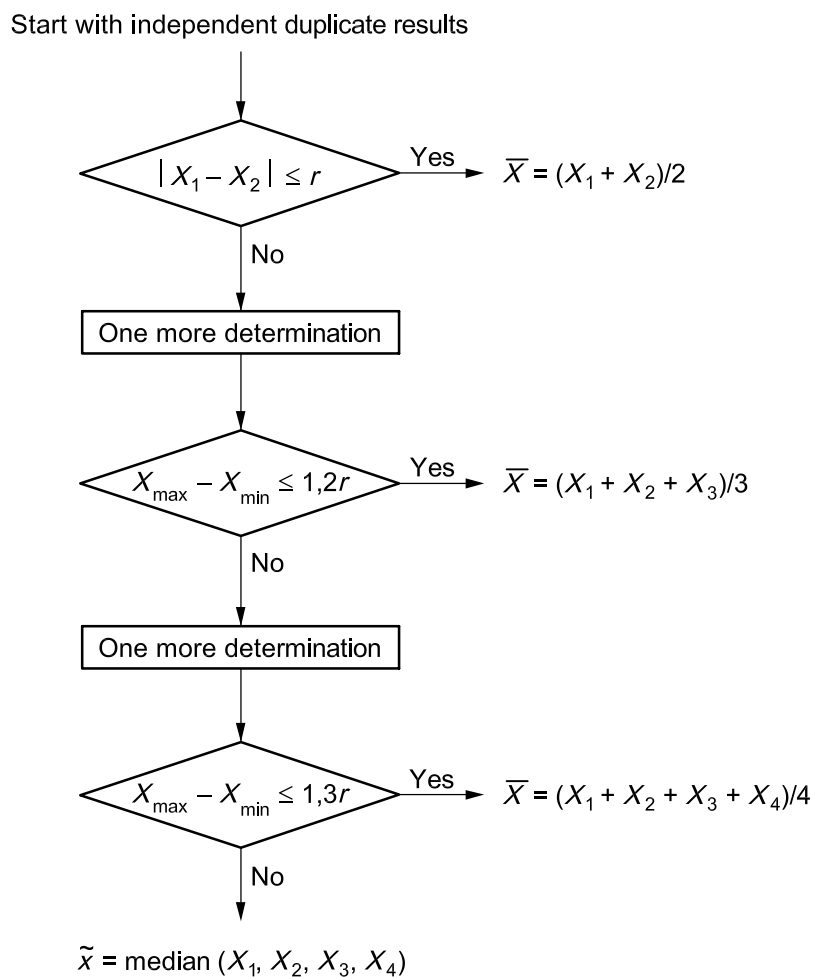 Start with independent duplicate results
| X₁ – X₂ | ≤ r
Yes
X̅ = (X₁ + X₂)/2
No
One more determination
Xmax – Xmin ≤ 1,2r
Yes
X̅ = (X₁ + X₂ + X₃)/3
No
One more determination
Xmax – Xmin ≤ 1,3r
Yes
X̅ = (X₁ + X₂ + X₃ + X₄)/4
No
x̃ = median (X₁, X₂, X₃, X₄)